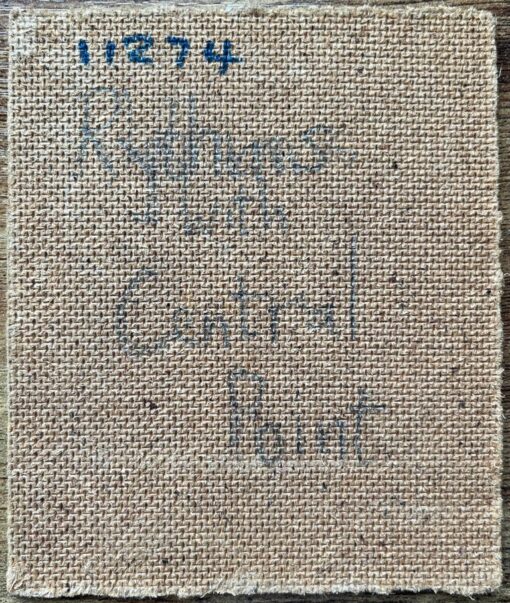 11274
Rythms
with
Central
Point